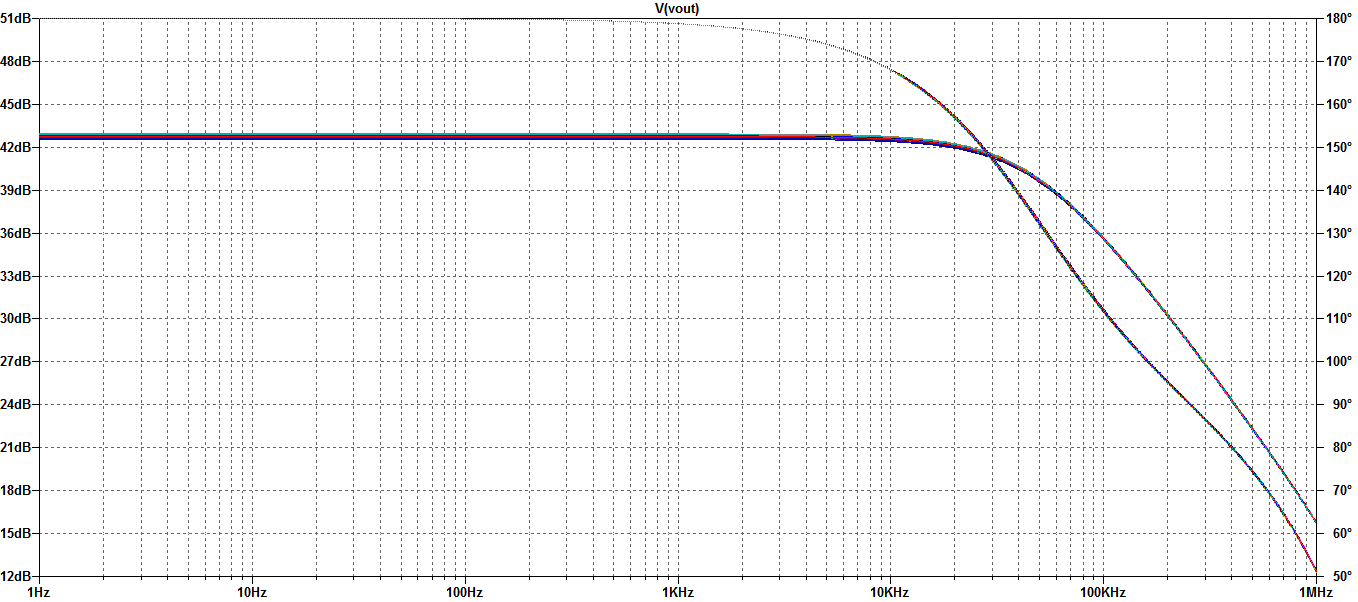 V(vout)
51dB
180°
48dB
170°
45dB
160°
42dB
150°
39dB
140°
36dB
130°
33dB
120°
30dB
110°
27dB
100°
24dB
90°
21dB
80°
18dB
70°
15dB
60°
12dB
50°
1Hz 10Hz 100Hz 1KHz 10KHz 100KHz 1MHz